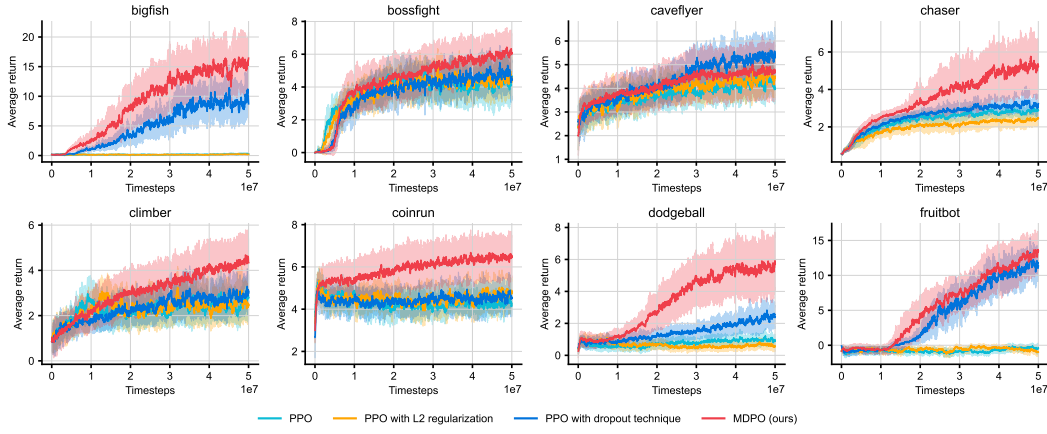 bigfish
bossfight
caveflyer
chaser
Average return
20
15
10
5
0
0 1 2 3 4 5
1e7
Timesteps
Average return
8
6
4
2
0
0 1 2 3 4 5
1e7
Timesteps
Average return
6
5
4
3
2
1
0 1 2 3 4 5
1e7
Timesteps
Average return
6
4
2
0 1 2 3 4 5
1e7
Timesteps
climber
coinrun
dodgeball
fruitbot
Average return
6
4
2
0
0 1 2 3 4 5
1e7
Timesteps
Average return
8
6
4
2
0 1 2 3 4 5
1e7
Timesteps
Average return
8
6
4
2
0
0 1 2 3 4 5
1e7
Timesteps
Average return
15
10
5
0
0 1 2 3 4 5
1e7
Timesteps
PPO PPO with L2 regularization PPO with dropout technique MDPO (ours)